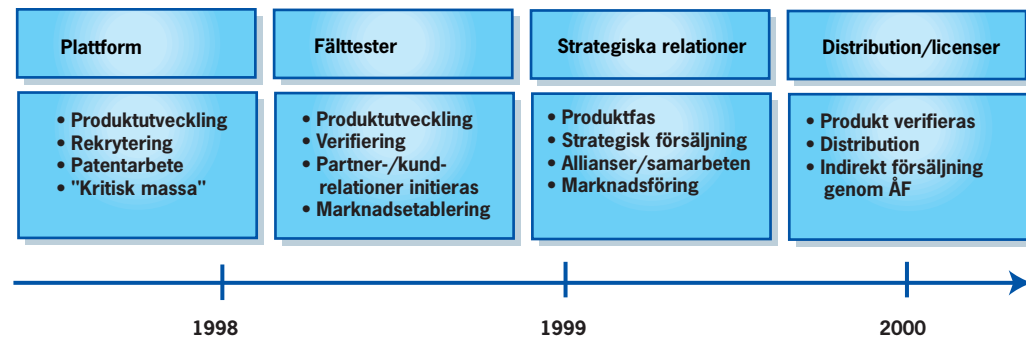 Plattform
• Produktutveckling
• Rekrytering
• Patentarbete
• "Kritisk massa"
Fälttester
• Produktutveckling
• Verifiering
• Partner-/kund-
relationer initieras
• Marknadsetablering
Strategiska relationer
• Produktfas
• Strategisk försäljning
• Allianser/samarbeten
• Marknadsföring
Distribution/licenser
• Produkt verifieras
• Distribution
• Indirekt försäljning
genom ÅF
1998
1999
2000